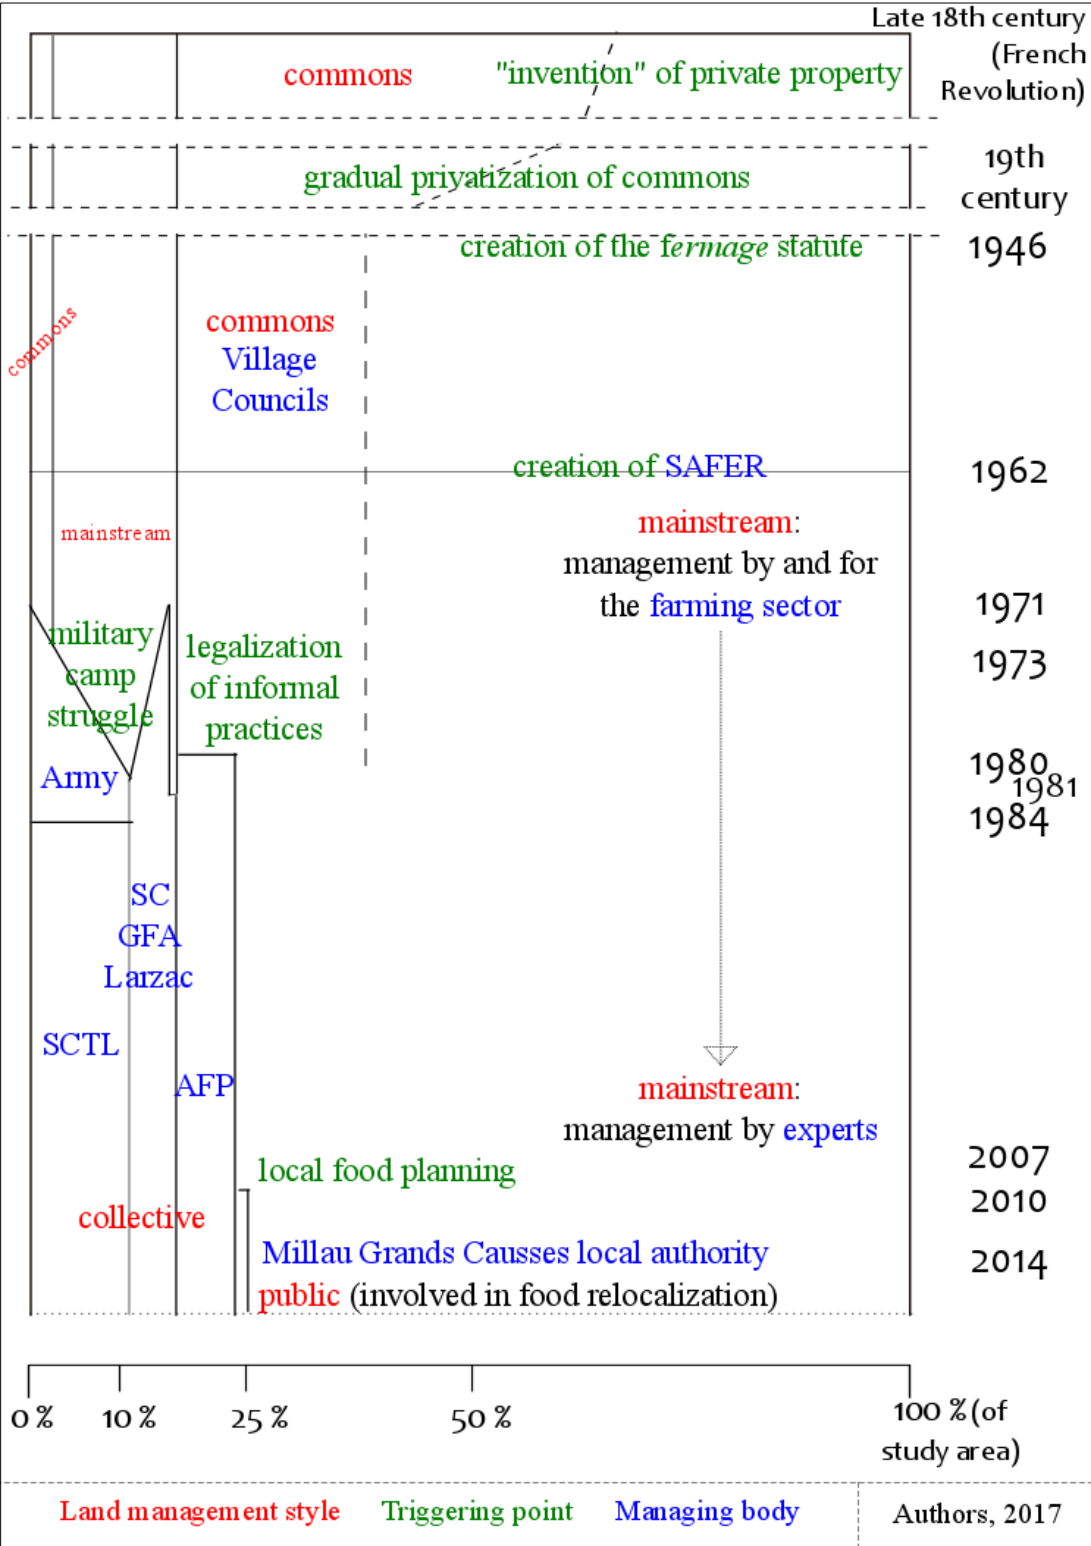 Late 18th century
(French
Revolution)
commons
"invention" of private property
19th
century
gradual privatization of commons
1946
creation of the fermage statute
commons
commons
Village
Councils
1962
creation of SAFER
mainstream
mainstream:
management by and for
the farming sector
1971
military
camp
struggle
legalization
of informal
practices
1973
Army
1980
1981
1984
SC
GFA
Larzac
SCTL
AFP
mainstream:
management by experts
2007
local food planning
2010
collective
Millau Grands Causses local authority
2014
public (involved in food relocalization)
0 %
10 %
25 %
50 %
100 % (of
study area)
Land management style
Triggering point
Managing body
Authors, 2017